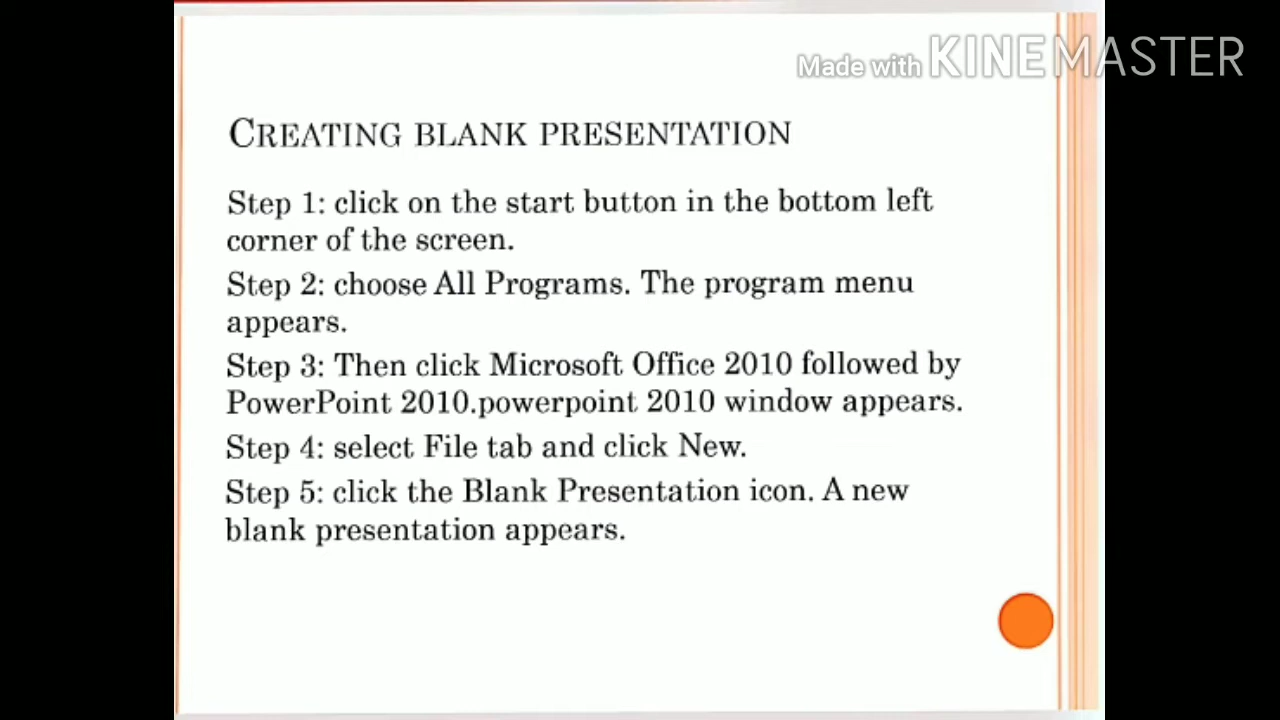 Made with KINEMASTER
CREATING BLANK PRESENTATION
Step 1: click on the start button in the bottom left
corner of the screen.
Step 2: choose All Programs. The program menu
appears.
Step 3: Then click Microsoft Office 2010 followed by
PowerPoint 2010.powerpoint 2010 window appears.
Step 4: select File tab and click New.
Step 5: click the Blank Presentation icon. A new
blank presentation appears.